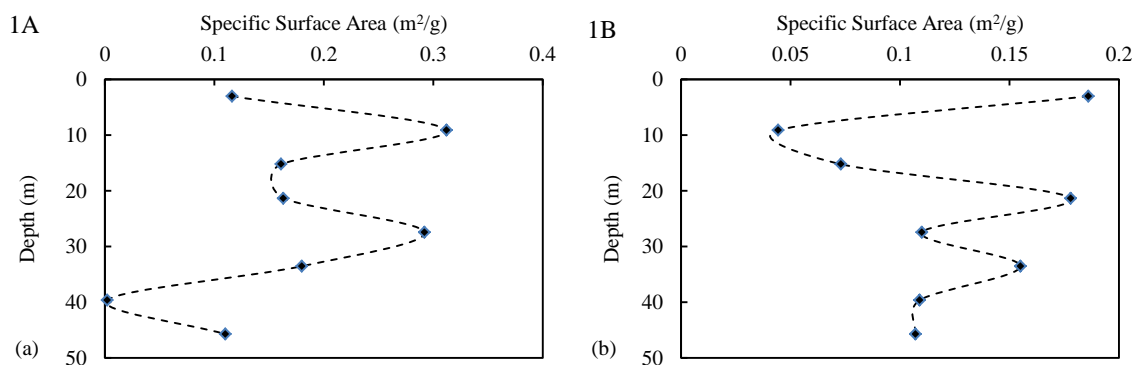 1A
Specific Surface Area (m²/g)
0 0.1 0.2 0.3 0.4
0
10
20
30
40
50
Depth (m)
(a)
1B
Specific Surface Area (m²/g)
0 0.05 0.1 0.15 0.2
0
10
20
30
40
50
Depth (m)
(b)